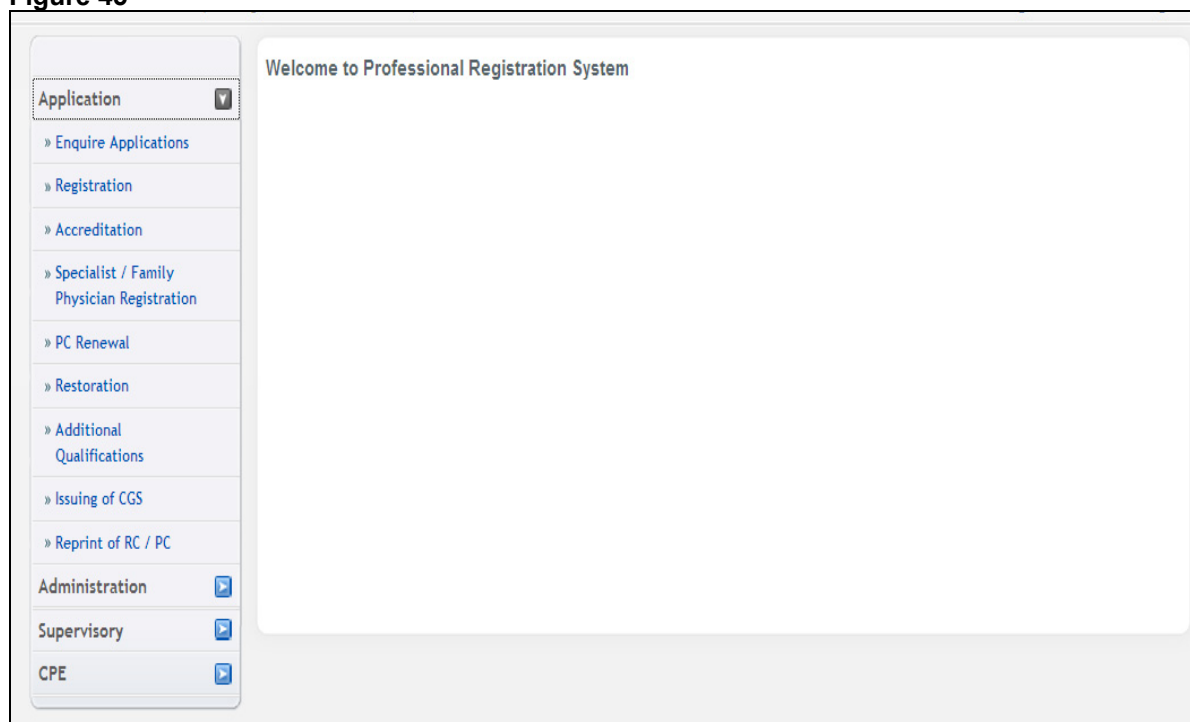 Welcome to Professional Registration System
Application
» Enquire Applications
» Registration
» Accreditation
» Specialist / Family
Physician Registration
» PC Renewal
» Restoration
» Additional
Qualifications
» Issuing of CGS
» Reprint of RC / PC
Administration
Supervisory
CPE